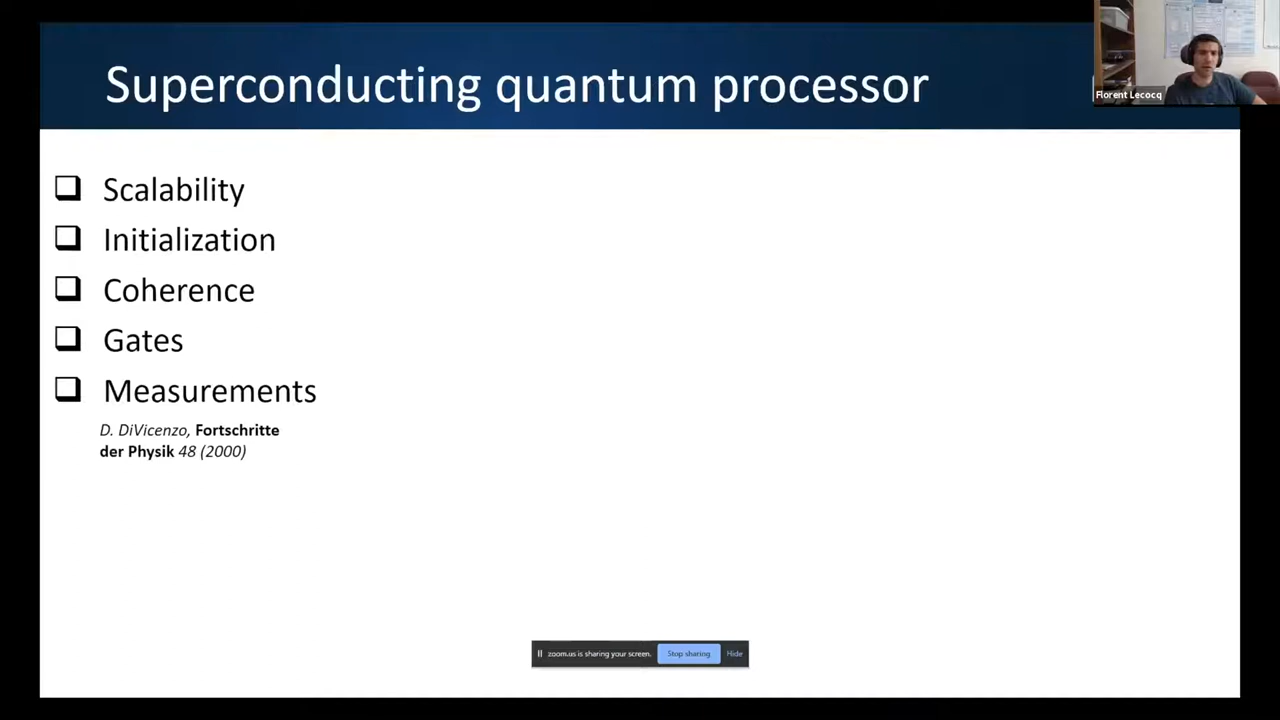 Superconducting quantum processor
Florent Lecocq
Scalability
Initialization
Coherence
Gates
Measurements
D. DiVicenzo, Fortschritte
der Physik 48 (2000)
zoom.us is sharing your screen. Stop sharing Hide